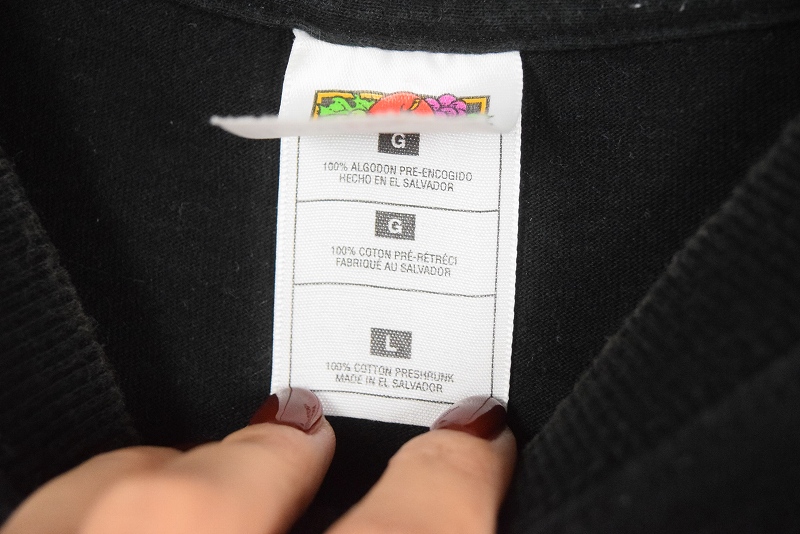 G
100% ALGODON PRE-ENCOGIDO
HECHO EN EL SALVADOR
G
100% COTON PRÉ-RÉTRÉCI
FABRIQUÉ AU SALVADOR
L
100% COTTON PRESHRUNK
MADE IN EL SALVADOR